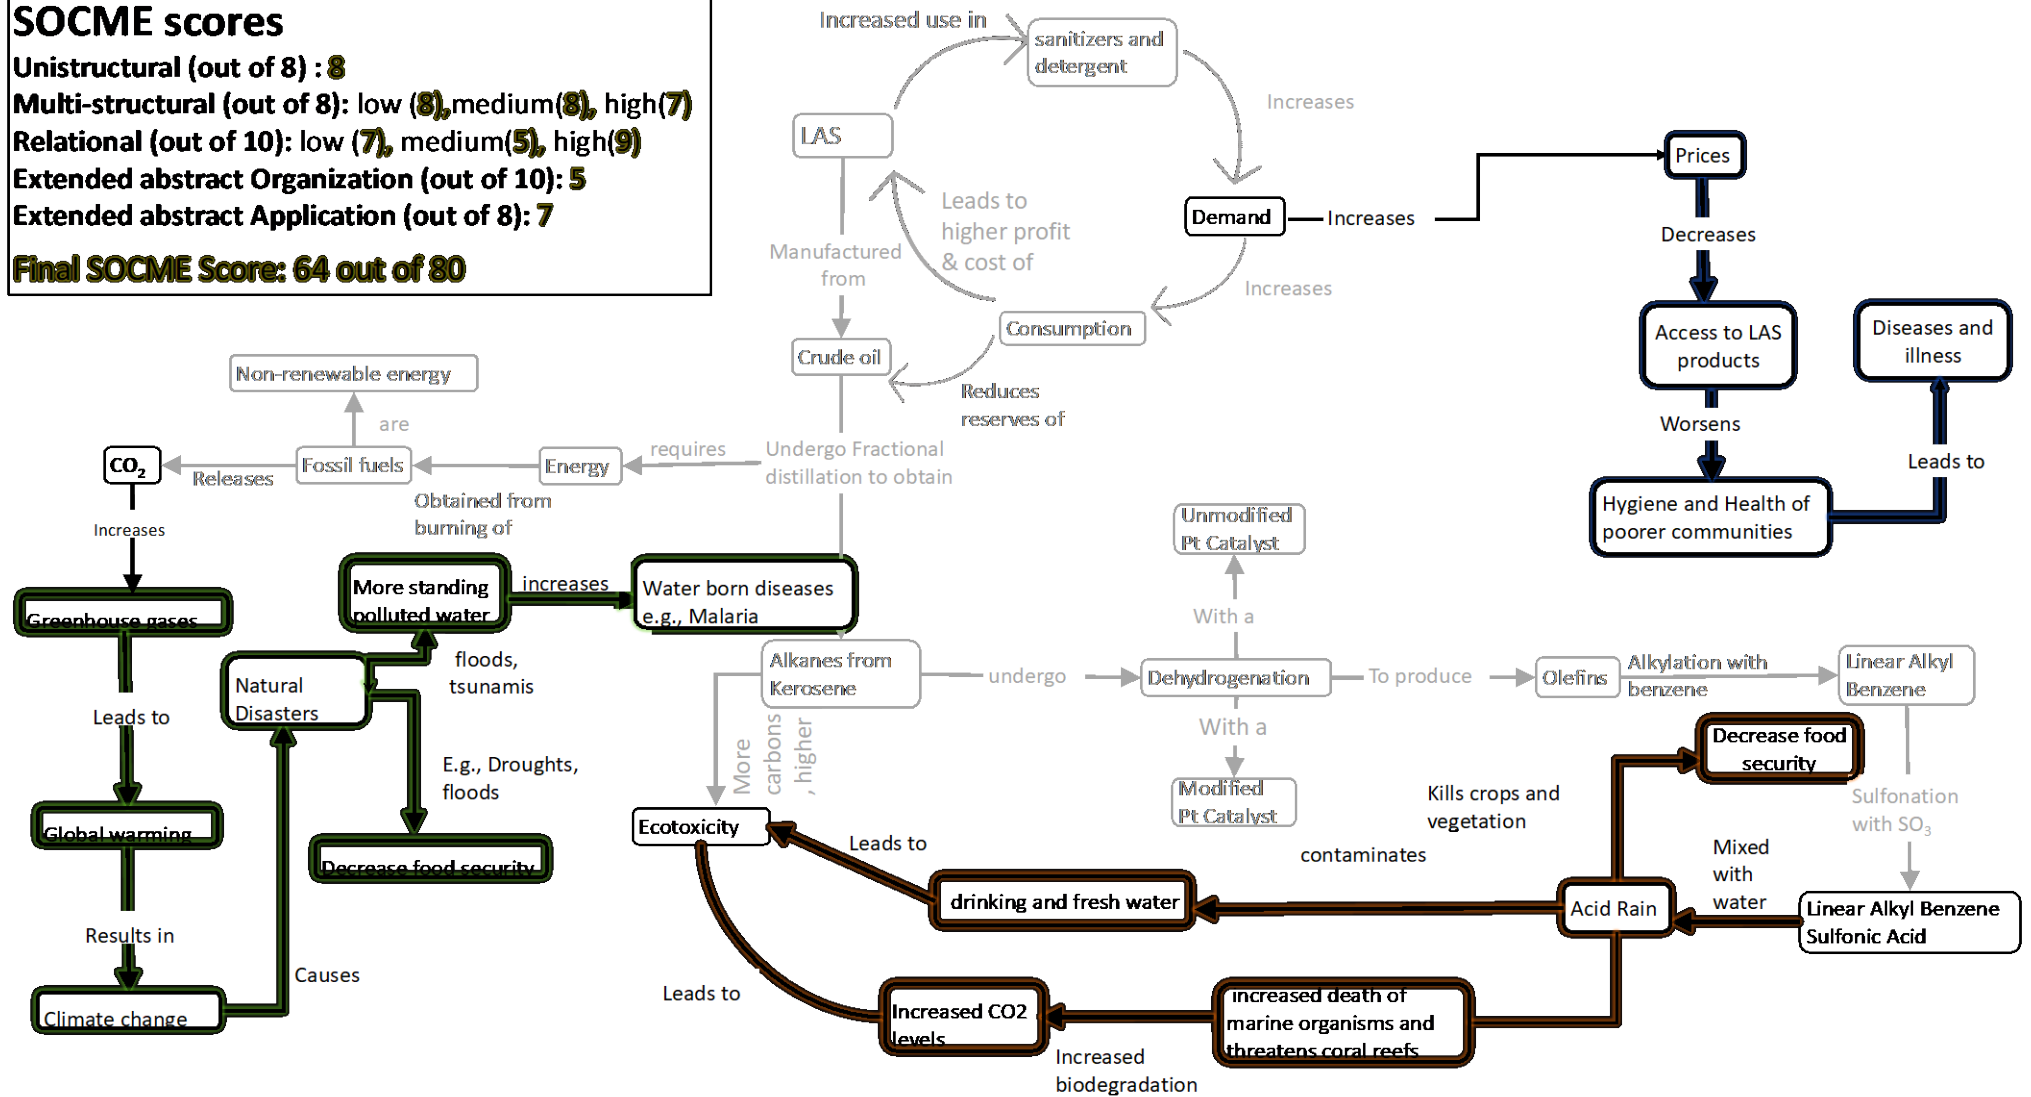 SOCME scores
Unistructural (out of 8) : 8
Multi-structural (out of 8): low (8), medium(8), high(7)
Relational (out of 10): low (7), medium(5), high(9)
Extended abstract Organization (out of 10): 5
Extended abstract Application (out of 8): 7
Final SOCME Score: 64 out of 80
Increased use in
sanitizers and
detergent
Increases
LAS
Leads to
higher profit
& cost of
Manufactured
from
Demand
Increases
Prices
Decreases
Increases
Consumption
Crude oil
Reduces
reserves of
Access to LAS
products
Diseases and
illness
Worsens
Leads to
Hygiene and Health of
poorer communities
Non-renewable energy
are
CO₂
Releases
Fossil fuels
Obtained from
burning of
Energy
requires
Undergo Fractional
distillation to obtain
Increases
Greenhouse gases
More standing
polluted water
increases
Water born diseases
e.g., Malaria
Unmodified
Pt Catalyst
With a
Natural
Disasters
floods,
tsunamis
Alkanes from
Kerosene
undergo
Dehydrogenation
To produce
Olefins
Alkylation with
benzene
Linear Alkyl
Benzene
Leads to
E.g., Droughts,
floods
More
carbons
, higher
With a
Modified
Pt Catalyst
Decrease food
security
Kills crops and
vegetation
Sulfonation
with SO₃
Global warming
Decrease food security
Ecotoxicity
Leads to
contaminates
Mixed
with
water
drinking and fresh water
Acid Rain
Linear Alkyl Benzene
Sulfonic Acid
Results in
Causes
Leads to
Climate change
Increased CO2
levels
increased death of
marine organisms and
threatens coral reefs
Increased
biodegradation